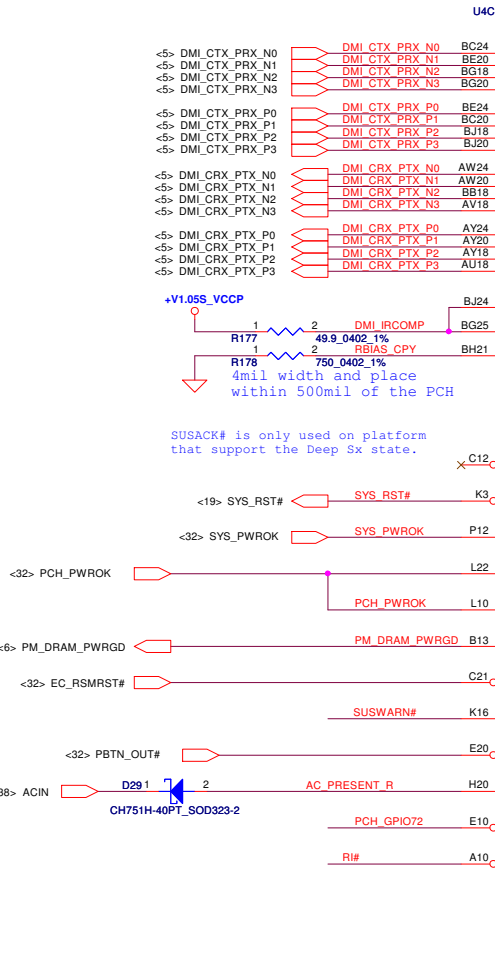 U4C
<5> DMI_CTX_PRX_N0 DMI_CTX_PRX_N0 BC24
<5> DMI_CTX_PRX_N1 DMI_CTX_PRX_N1 BE20
<5> DMI_CTX_PRX_N2 DMI_CTX_PRX_N2 BG18
<5> DMI_CTX_PRX_N3 DMI_CTX_PRX_N3 BG20
<5> DMI_CTX_PRX_P0 DMI_CTX_PRX_P0 BE24
<5> DMI_CTX_PRX_P1 DMI_CTX_PRX_P1 BC20
<5> DMI_CTX_PRX_P2 DMI_CTX_PRX_P2 BJ18
<5> DMI_CTX_PRX_P3 DMI_CTX_PRX_P3 BJ20
<5> DMI_CRX_PTX_N0 DMI_CRX_PTX_N0 AW24
<5> DMI_CRX_PTX_N1 DMI_CRX_PTX_N1 AW20
<5> DMI_CRX_PTX_N2 DMI_CRX_PTX_N2 BB18
<5> DMI_CRX_PTX_N3 DMI_CRX_PTX_N3 AV18
<5> DMI_CRX_PTX_P0 DMI_CRX_PTX_P0 AY24
<5> DMI_CRX_PTX_P1 DMI_CRX_PTX_P1 AY20
<5> DMI_CRX_PTX_P2 DMI_CRX_PTX_P2 AY18
<5> DMI_CRX_PTX_P3 DMI_CRX_PTX_P3 AU18
+V1.05S_VCCP
BJ24
1 2 DMI_IRCOMP BG25
R177 49.9_0402_1%
1 2 RBIAS_CPY BH21
R178 750_0402_1%
4mil width and place
within 500mil of the PCH
SUSACK# is only used on platform
that support the Deep Sx state.
C12
<19> SYS_RST# SYS_RST# K3
<32> SYS_PWROK SYS_PWROK P12
<32> PCH_PWROK L22
PCH_PWROK L10
<6> PM_DRAM_PWRGD PM_DRAM_PWRGD B13
<32> EC_RSMRST# C21
SUSWARN# K16
<32> PBTN_OUT# E20
38> ACIN D29 1 2 AC_PRESENT_R H20
CH751H-40PT_SOD323-2
PCH_GPIO72 E10
RI# A10